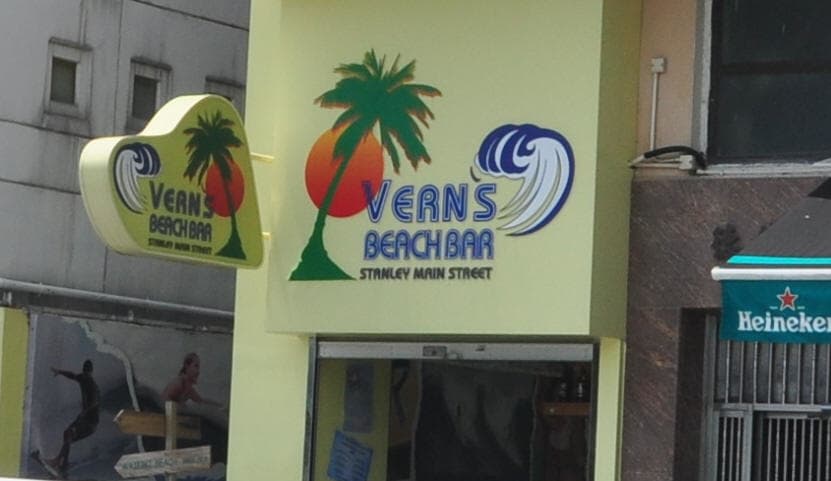 VERN'S
BEACH BAR
STANLEY MAIN STREET
VERN'S
BEACH BAR
STANLEY MAIN STREET
Heineken